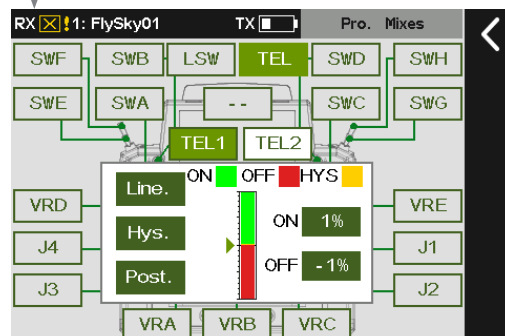 RX ! 1: FlySky01 TX Pro. Mixes
SWF SWB LSW TEL SWD SWH
SWE SWA -- SWC SWG
TEL1 TEL2
ON OFF HYS
Line.
VRD Hys. ON 1% VRE
J4 Post. OFF -1% J1
J3 J2
VRA VRB VRC